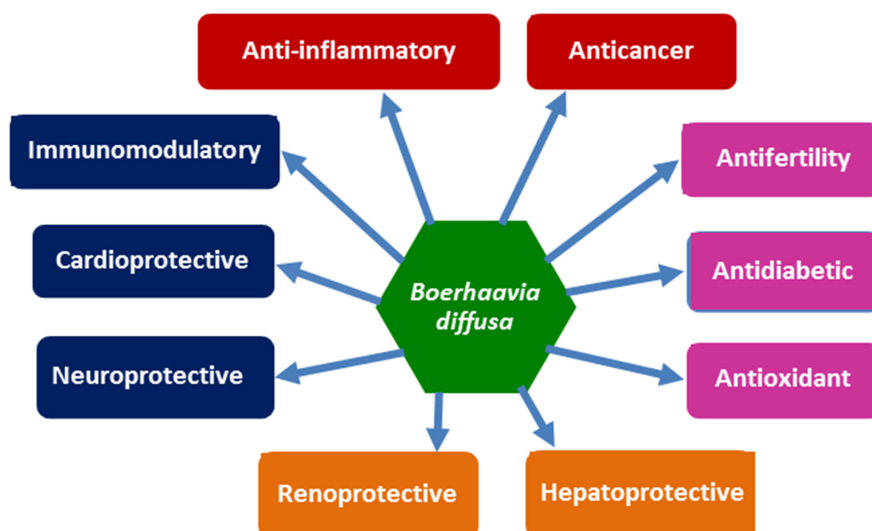 Anti-inflammatory
Anticancer
Immunomodulatory
Antifertility
Cardioprotective
Boerhaavia
diffusa
Antidiabetic
Neuroprotective
Antioxidant
Renoprotective
Hepatoprotective